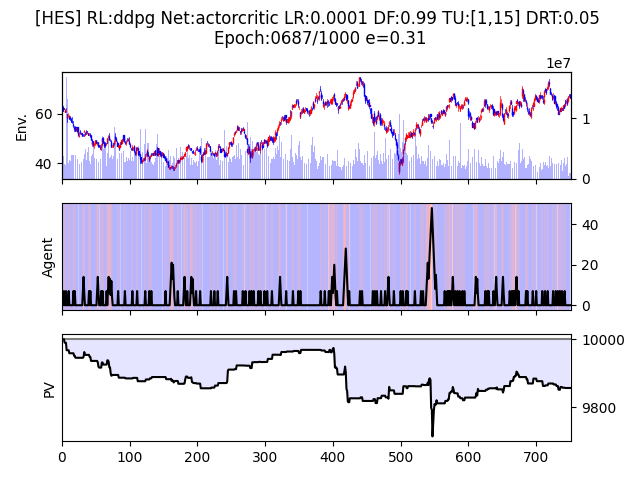 [HES] RL:ddpg Net:actorcritic LR:0.0001 DF:0.99 TU:[1,15] DRT:0.05
Epoch:0687/1000 e=0.31
1e7
Env.
60
40
1
0
Agent
40
20
0
PV
10000
9800
0 100 200 300 400 500 600 700